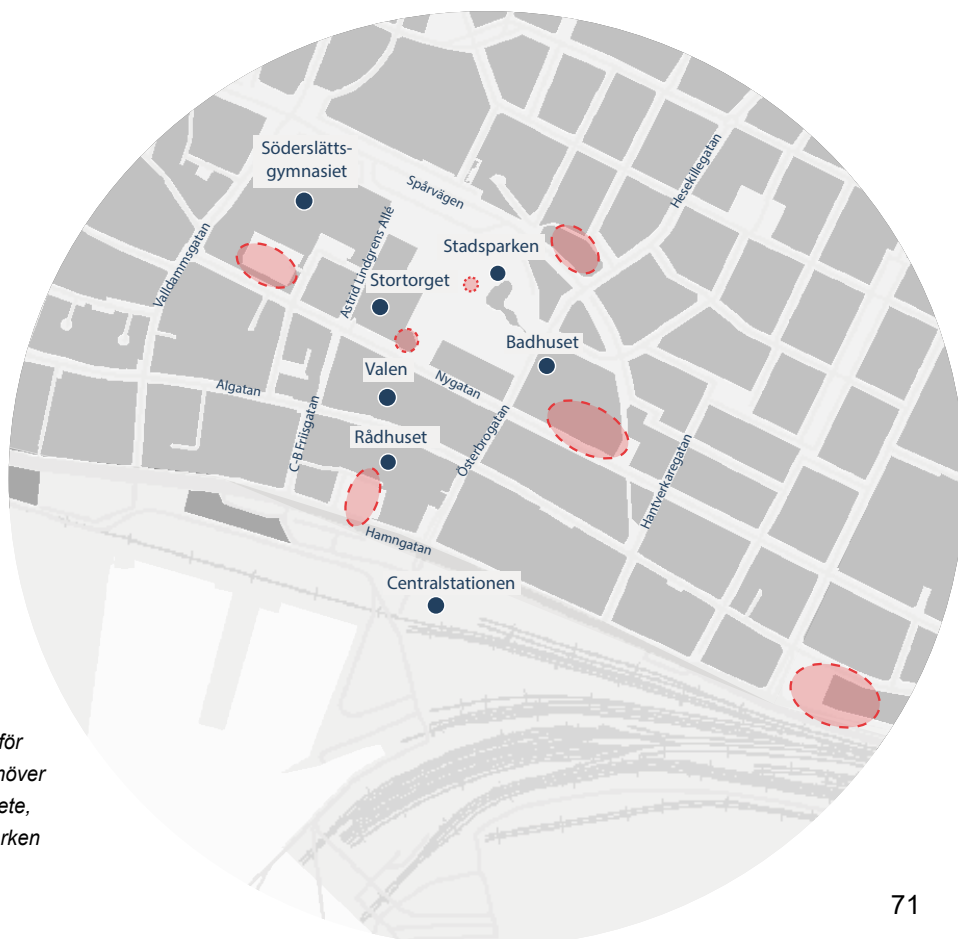 Söderslätts-
gymnasiet
Spårvägen
Hesekillegatan
Valldammsgatan
Astrid Lindgrens Allé
Stadsparken
Stortorget
Badhuset
Valen
Nygatan
Algatan
C-B Friisgatan
Rådhuset
Österbrogatan
Hantverkaregatan
Hamngatan
Centralstationen
för
höver
ete,
rken
71